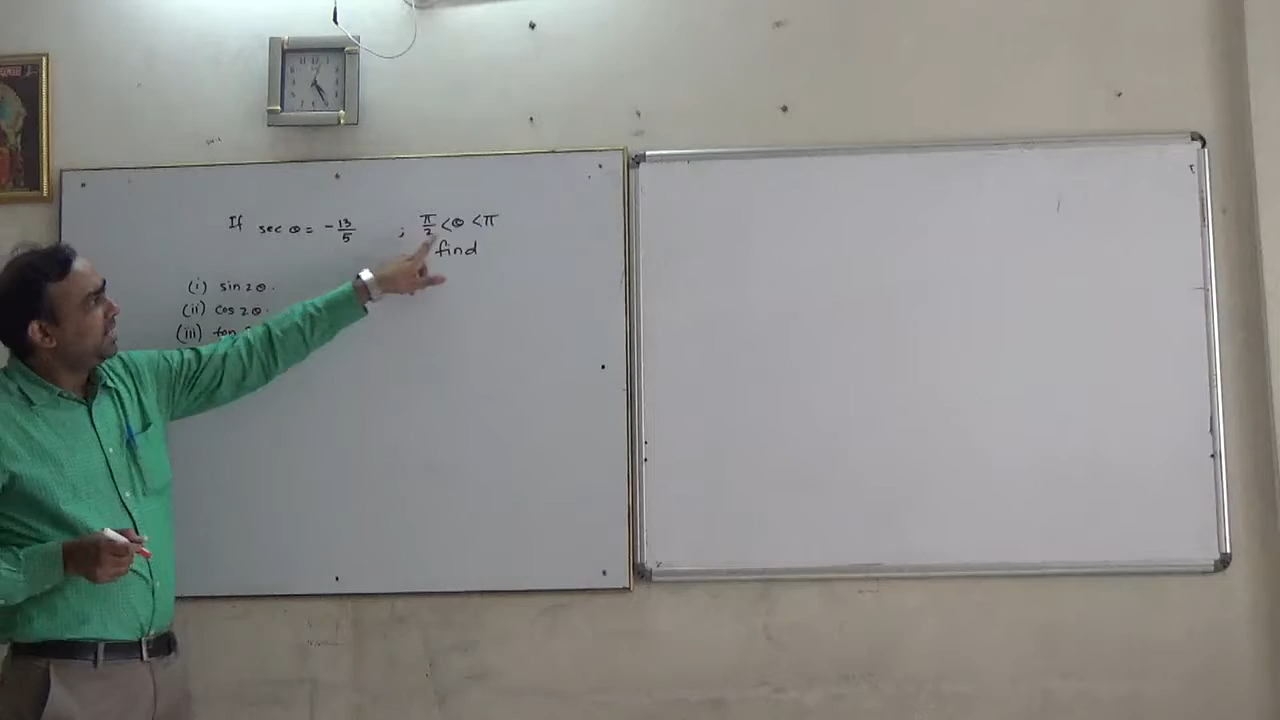 If sec θ = -13/5 ; π/2 < θ < π
find
(i) sin 2θ.
(ii) cos 2θ.
(iii) tan